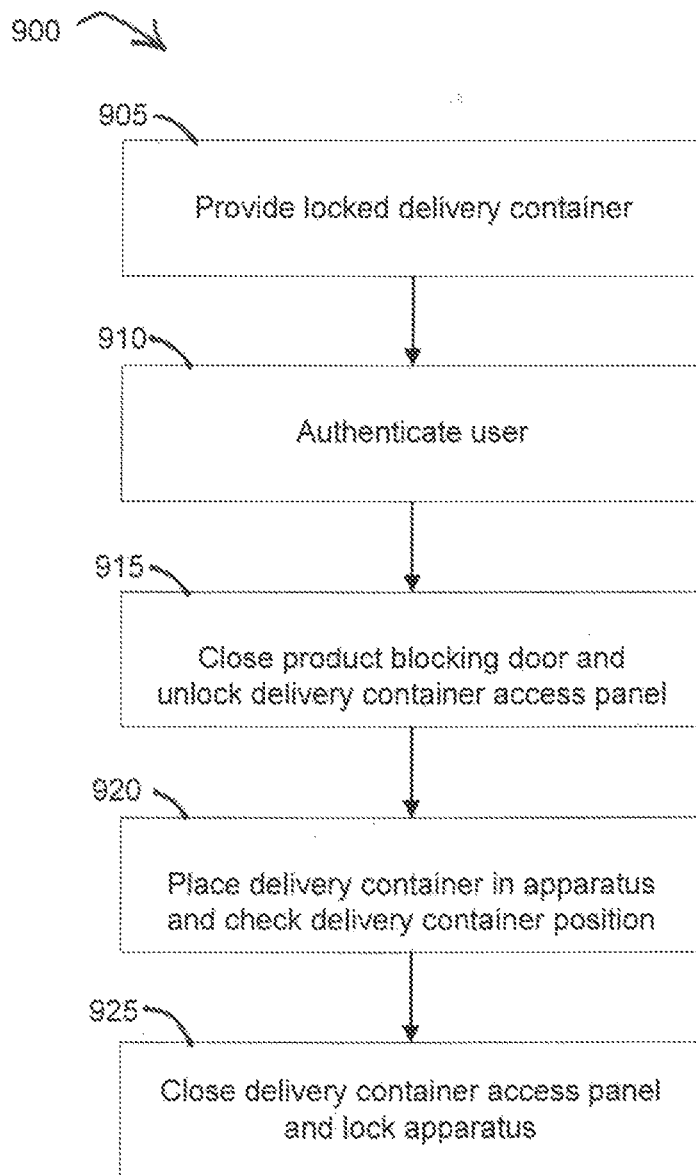 900
905
Provide locked delivery container
910
Authenticate user
915
Close product blocking door and
unlock delivery container access panel
920
Place delivery container in apparatus
and check delivery container position
925
Close delivery container access panel
and lock apparatus